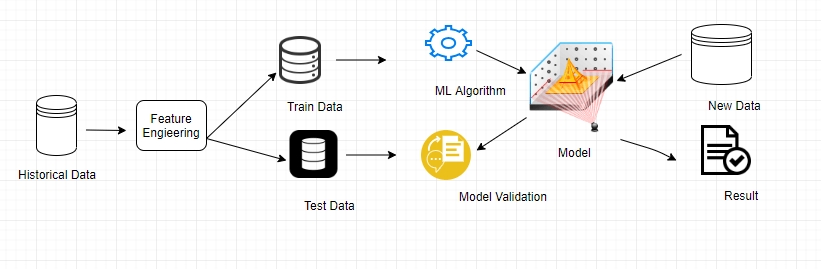 Historical Data
Feature
Engieering
Train Data
Test Data
ML Algorithm
Model Validation
Model
New Data
Result